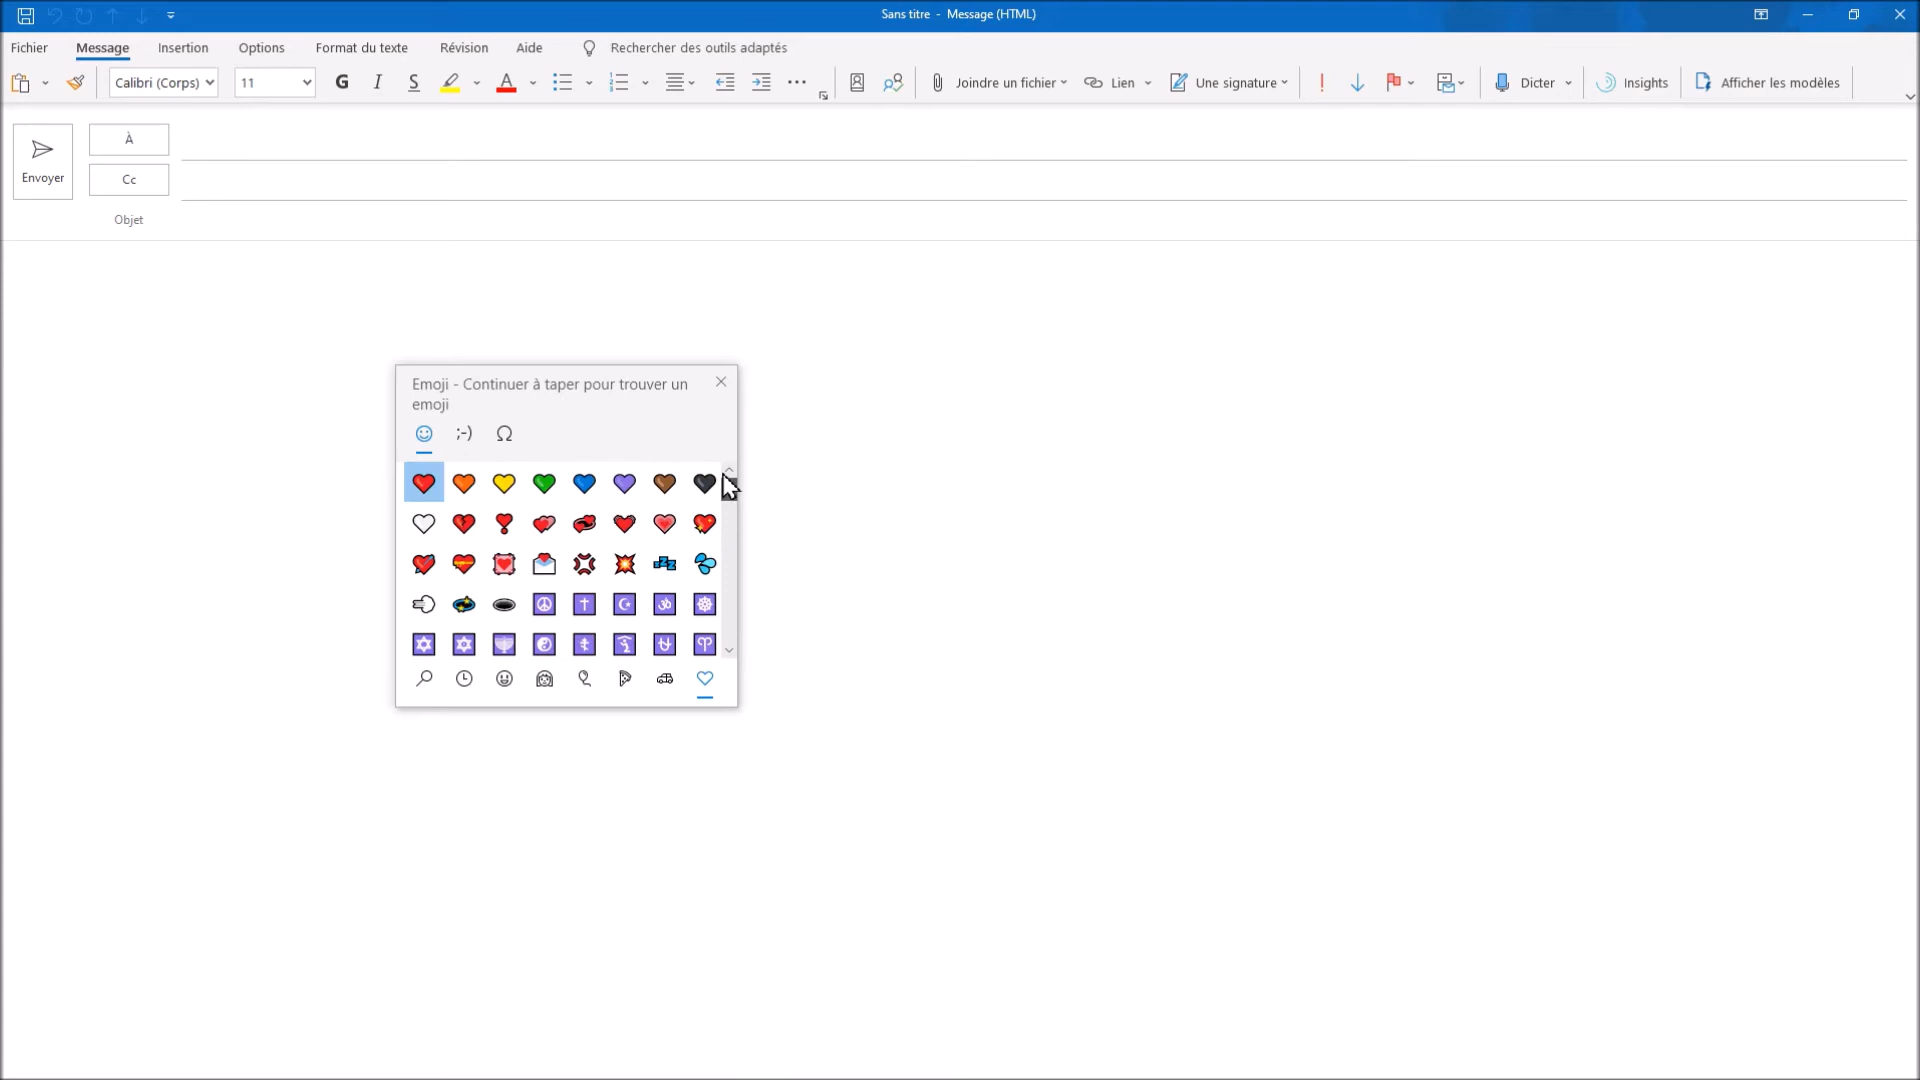 Sans titre - Message (HTML)
Fichier Message Insertion Options Format du texte Révision Aide Rechercher des outils adaptés
Calibri (Corps) 11 G I S A Joindre un fichier Lien Une signature Dicter Insights Afficher les modèles
Envoyer
À
Cc
Objet
Emoji - Continuer à taper pour trouver un
emoji
;-) Ω